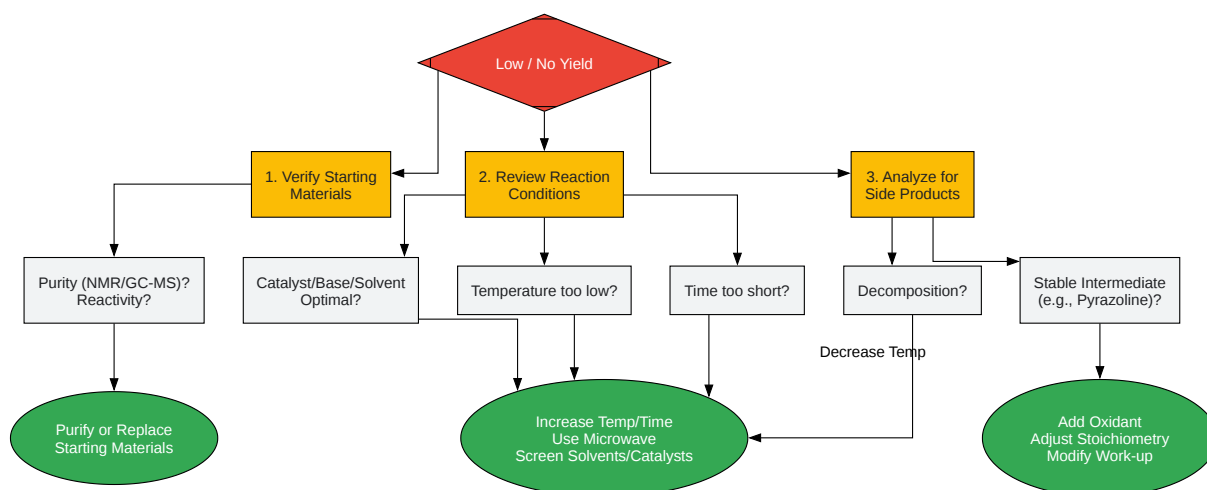 Low / No Yield
1. Verify Starting
Materials
2. Review Reaction
Conditions
3. Analyze for
Side Products
Purity (NMR/GC-MS)?
Reactivity?
Catalyst/Base/Solvent
Optimal?
Temperature too low?
Time too short?
Decomposition?
Stable Intermediate
(e.g., Pyrazoline)?
Decrease Temp
Purify or Replace
Starting Materials
Increase Temp/Time
Use Microwave
Screen Solvents/Catalysts
Add Oxidant
Adjust Stoichiometry
Modify Work-up